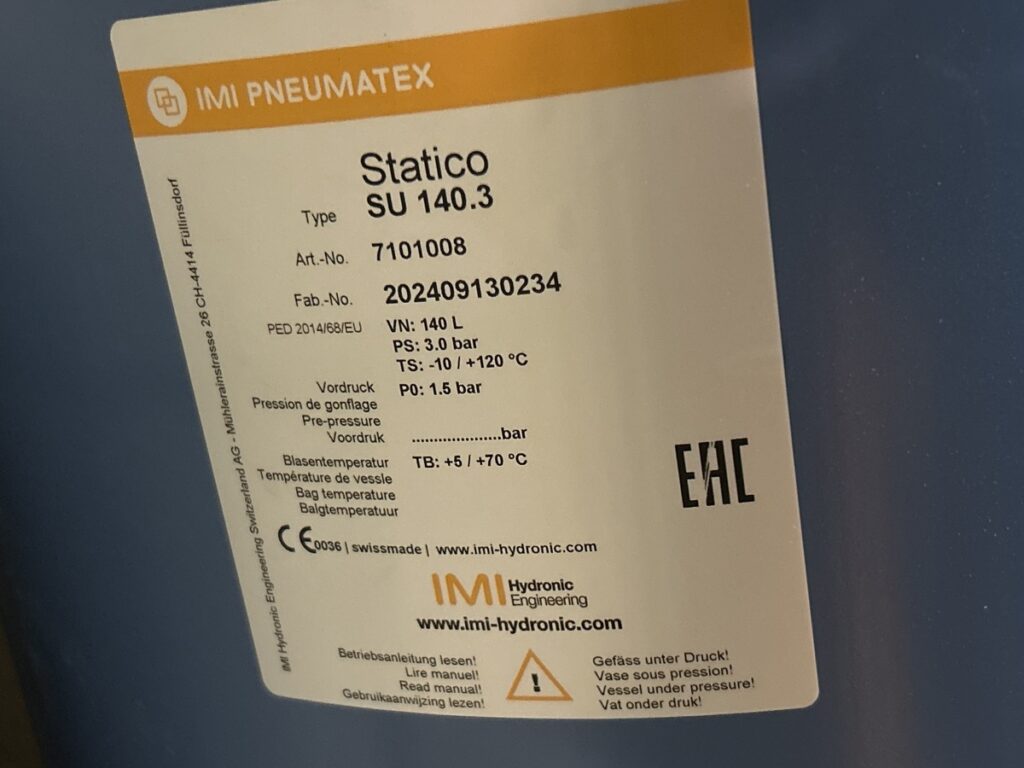 IMI PNEUMATEX
Statico
Type SU 140.3
Art.-No. 7101008
Fab.-No. 202409130234
PED 2014/68/EU VN: 140 L
PS: 3.0 bar
TS: -10 / +120 °C
Vordruck P0: 1.5 bar
Pression de gonflage
Pre-pressure
Voordruk .....................bar
Blasentemperatur TB: +5 / +70 °C
Température de vessie
Bag temperature
Balgtemperatuur
CE0036 | swissmade | www.imi-hydronic.com
EAC
IMI Hydronic
Engineering
www.imi-hydronic.com
Betriebsanleitung lesen!
Lire manuel!
Read manual!
Gebruikaanwijzing lezen!
!
Gefäss unter Druck!
Vase sous pression!
Vessel under pressure!
Vat onder druk!
IMI Hydronic Engineering Switzerland AG - Mühlerainstrasse 26 CH-4414 Füllinsdorf